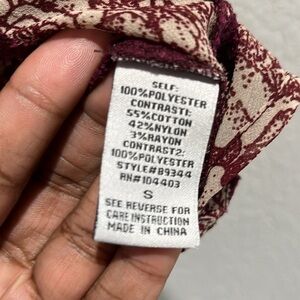 SELF:
100%POLYESTER
CONTRAST1:
55%COTTON
42%NYLON
3%RAYON
CONTRAST2:
100%POLYESTER
STYLE#B9344
RN#104403
S
SEE REVERSE FOR
CARE INSTRUCTION
MADE IN CHINA